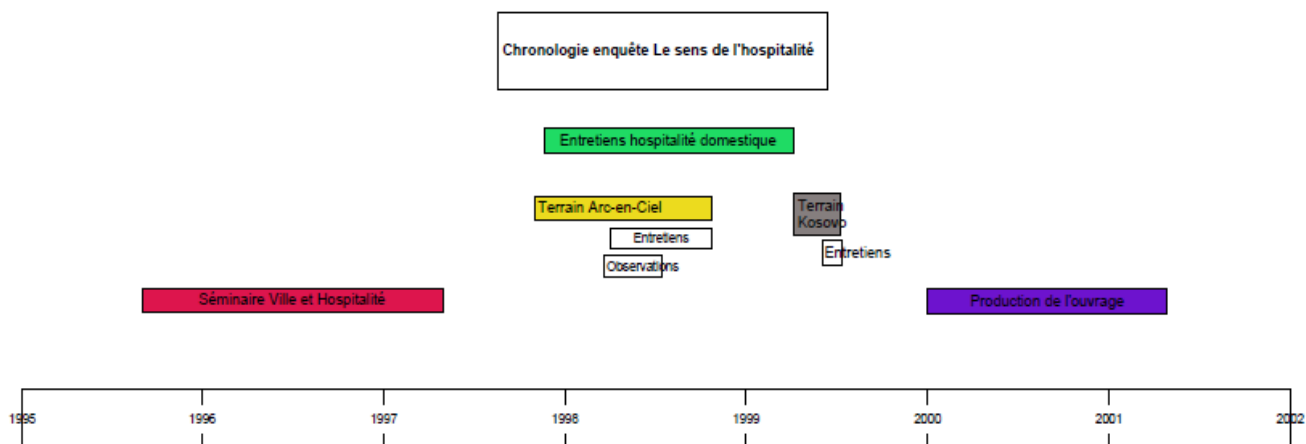 Chronologie enquête Le sens de l'hospitalité
Entretiens hospitalité domestique
Terrain Arc-en-Ciel
Terrain
Kosovo
Entretiens
Entretiens
Observations
Séminaire Ville et Hospitalité
Production de l'ouvrage
1995
1996
1997
1998
1999
2000
2001
2002